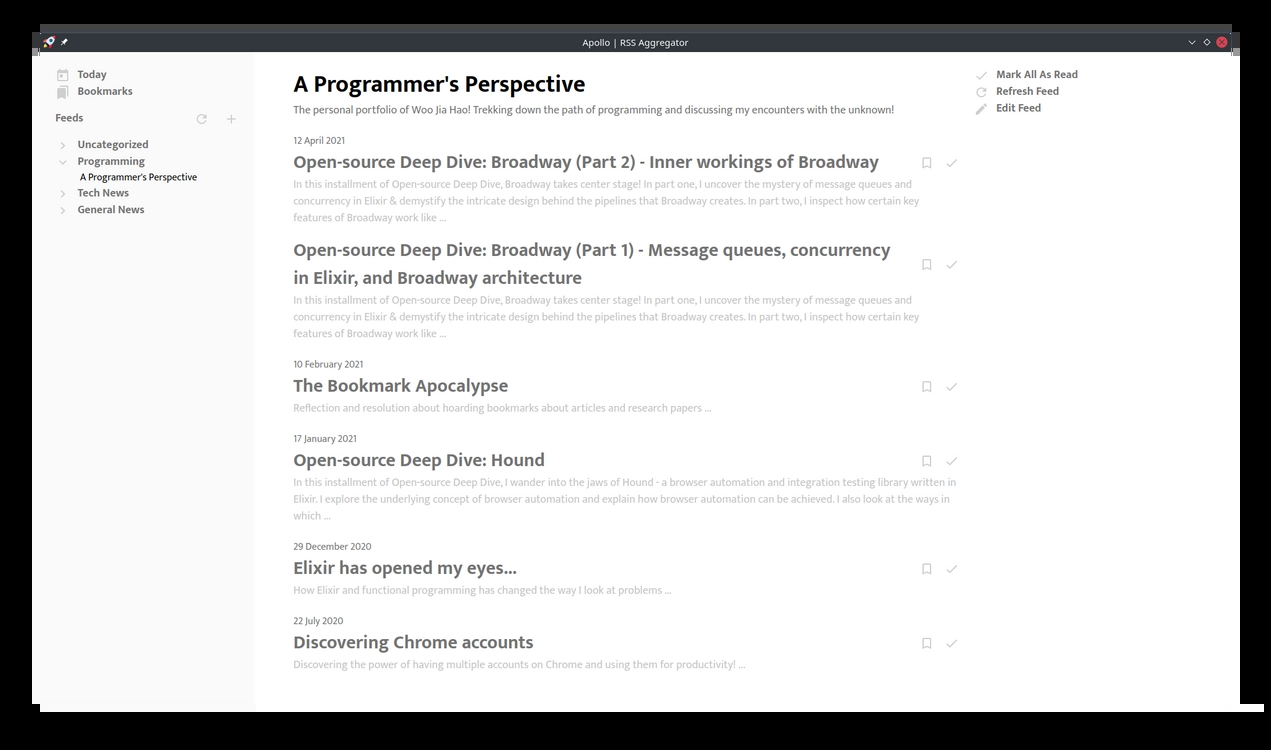 Apollo | RSS Aggregator
Today
Bookmarks
Feeds
Uncategorized
Programming
A Programmer's Perspective
Tech News
General News
A Programmer's Perspective
The personal portfolio of Woo Jia Hao! Trekking down the path of programming and discussing my encounters with the unknown!
12 April 2021
Open-source Deep Dive: Broadway (Part 2) - Inner workings of Broadway
In this installment of Open-source Deep Dive, Broadway takes center stage! In part one, I uncover the mystery of message queues and
concurrency in Elixir & demystify the intricate design behind the pipelines that Broadway creates. In part two, I inspect how certain key
features of Broadway work like ...
Open-source Deep Dive: Broadway (Part 1) - Message queues, concurrency
in Elixir, and Broadway architecture
In this installment of Open-source Deep Dive, Broadway takes center stage! In part one, I uncover the mystery of message queues and
concurrency in Elixir & demystify the intricate design behind the pipelines that Broadway creates. In part two, I inspect how certain key
features of Broadway work like ...
10 February 2021
The Bookmark Apocalypse
Reflection and resolution about hoarding bookmarks about articles and research papers ...
17 January 2021
Open-source Deep Dive: Hound
In this installment of Open-source Deep Dive, I wander into the jaws of Hound - a browser automation and integration testing library written in
Elixir. I explore the underlying concept of browser automation and explain how browser automation can be achieved. I also look at the ways in
which ...
29 December 2020
Elixir has opened my eyes...
How Elixir and functional programming has changed the way I look at problems ...
22 July 2020
Discovering Chrome accounts
Discovering the power of having multiple accounts on Chrome and using them for productivity! ...
Mark All As Read
Refresh Feed
Edit Feed